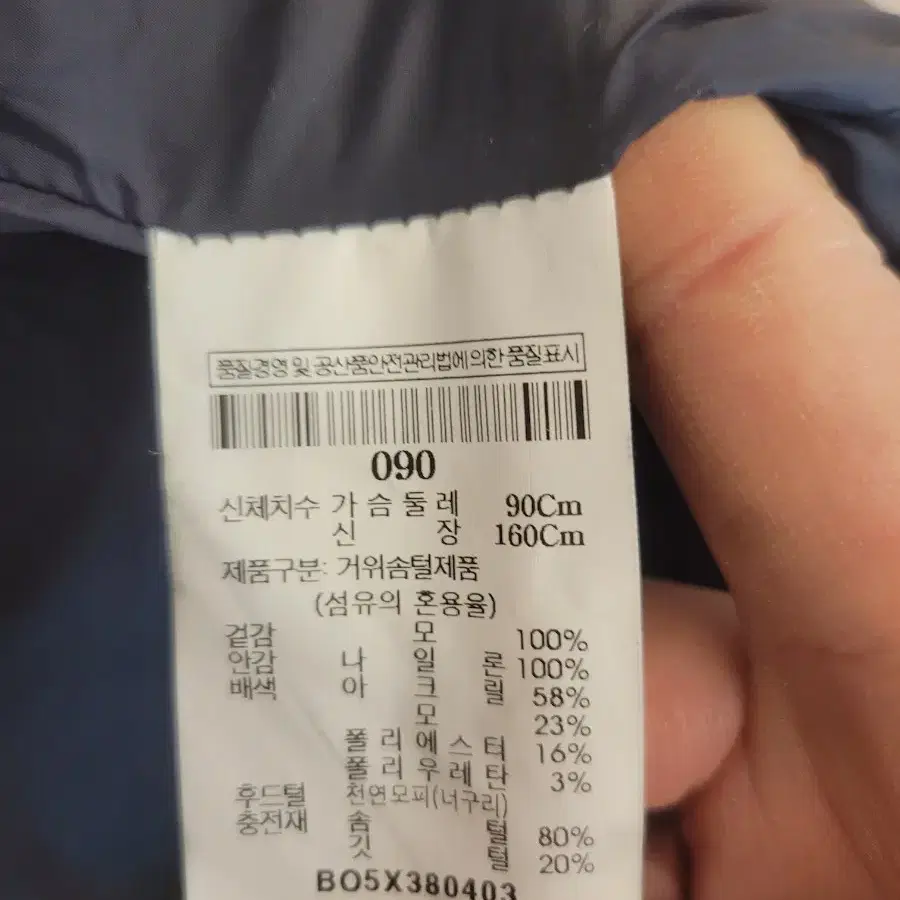 품질경영 및 공산품안전관리법에의한 품질표시
090
신체치수 가 슴 둘 레 90Cm
신 장 160Cm
제품구분: 거위솜털제품
(섬유의 혼용율)
겉감 모 100%
안감 나 일 론 100%
배색 아 크 릴 58%
모 23%
폴 리 에 스 터 16%
폴 리 우 레 탄 3%
후드털 천연모피(너구리)
충전재 솜 털 80%
깃 털 20%
BO5X380403